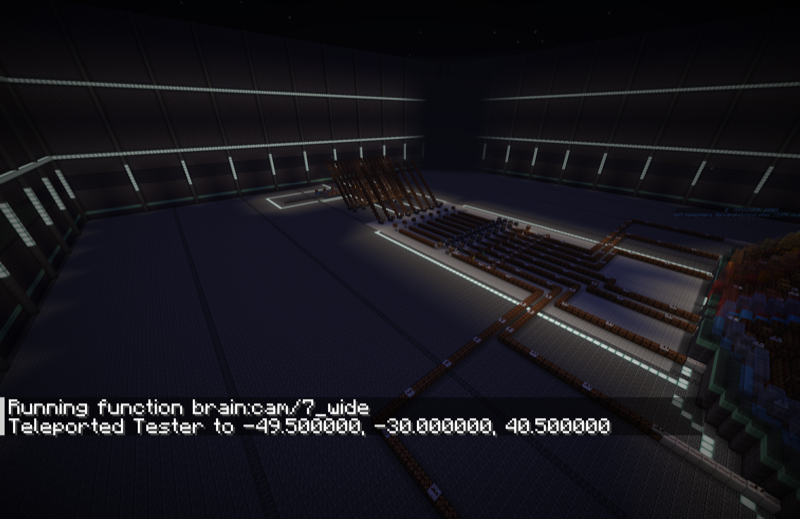 Running function brain:cam/7_wide
Teleported Tester to -49.500000, -30.000000, 40.500000